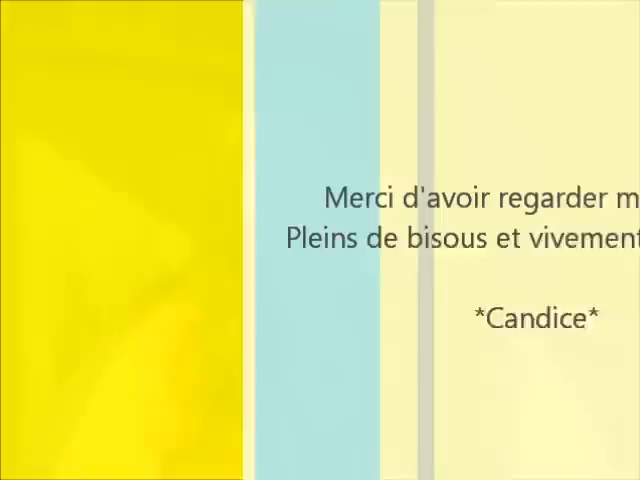 Merci d'avoir regarder m
Pleins de bisous et vivement
*Candice*